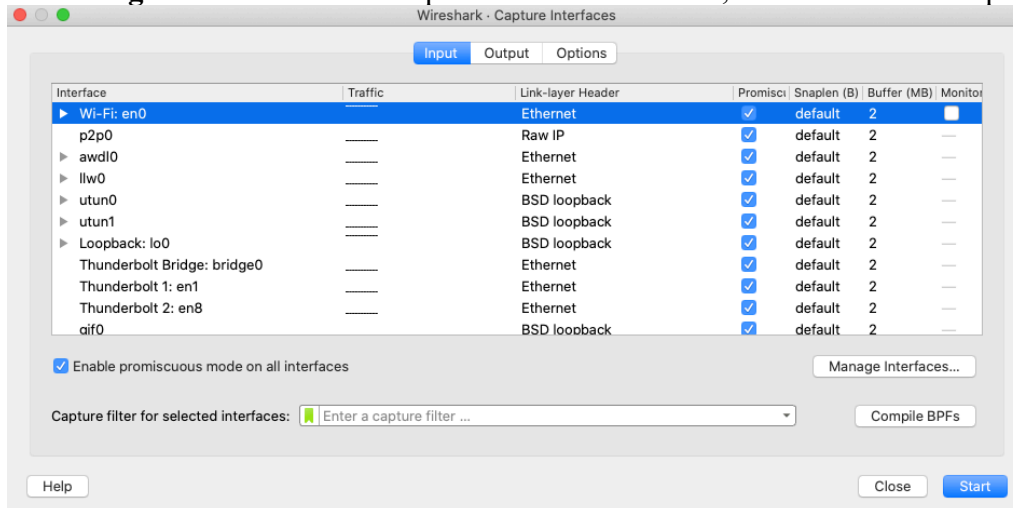 Wireshark · Capture Interfaces
Input Output Options
Interface Traffic Link-layer Header Promisc Snaplen (B) Buffer (MB) Monitor
Wi-Fi: en0 Ethernet default 2
p2p0 Raw IP default 2 —
awdl0 Ethernet default 2 —
llw0 Ethernet default 2 —
utun0 BSD loopback default 2 —
utun1 BSD loopback default 2 —
Loopback: lo0 BSD loopback default 2 —
Thunderbolt Bridge: bridge0 Ethernet default 2 —
Thunderbolt 1: en1 Ethernet default 2 —
Thunderbolt 2: en8 Ethernet default 2 —
gif0 BSD loopback default 2 —
Enable promiscuous mode on all interfaces Manage Interfaces...
Capture filter for selected interfaces: Enter a capture filter ... Compile BPFs
Help Close Start